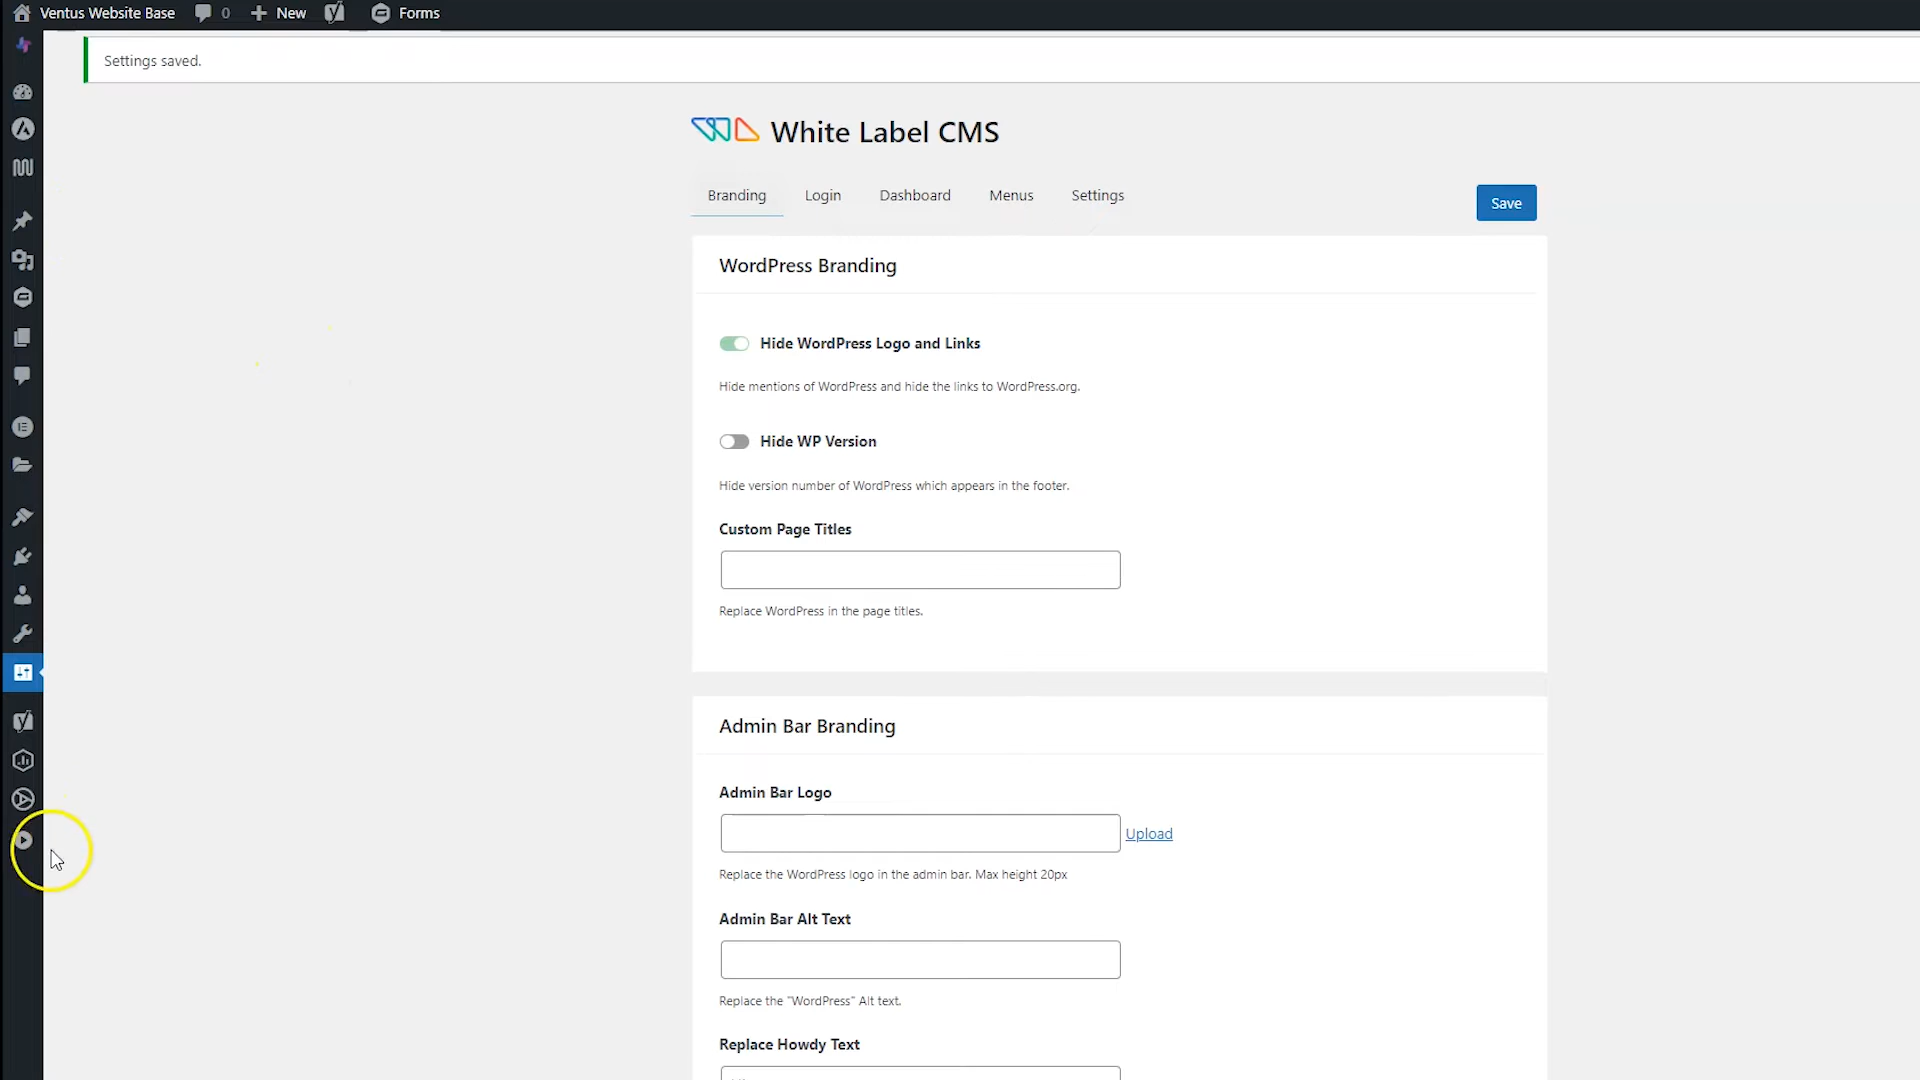 Ventus Website Base 0 New Forms
Settings saved.
White Label CMS
Branding Login Dashboard Menus Settings
Save
WordPress Branding
Hide WordPress Logo and Links
Hide mentions of WordPress and hide the links to WordPress.org.
Hide WP Version
Hide version number of WordPress which appears in the footer.
Custom Page Titles
Replace WordPress in the page titles.
Admin Bar Branding
Admin Bar Logo
Upload
Replace the WordPress logo in the admin bar. Max height 20px
Admin Bar Alt Text
Replace the "WordPress" Alt text.
Replace Howdy Text